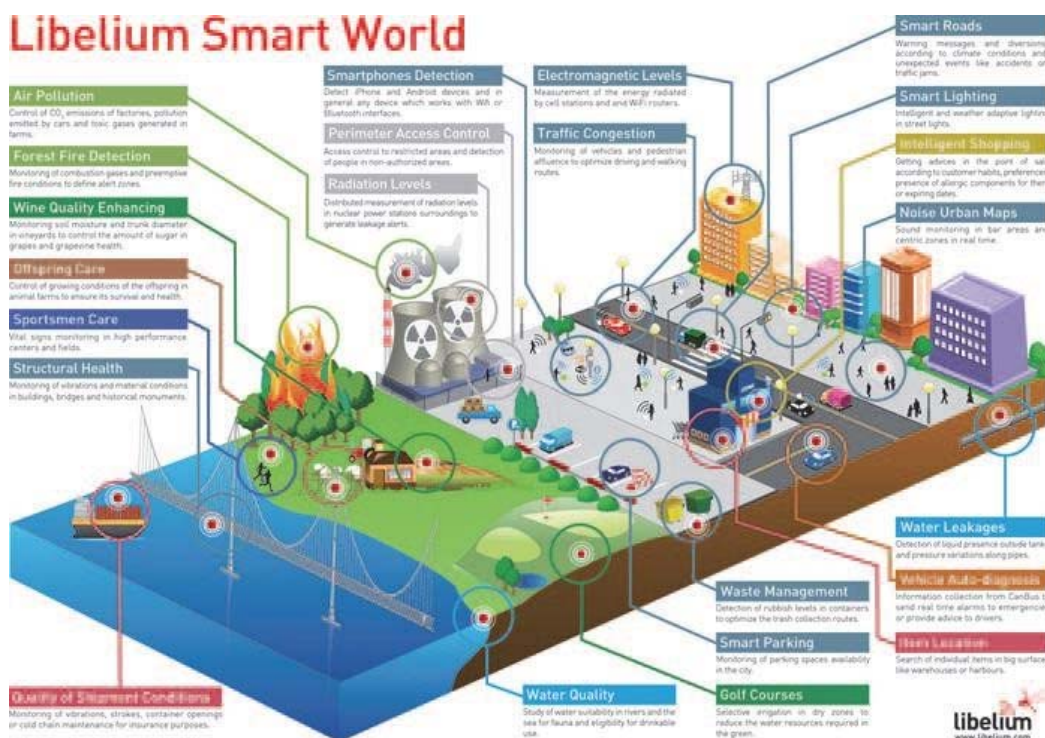 Libelium Smart World
Air Pollution
Control of CO₂ emissions of factories, pollution
emitted by cars and toxic gases generated in
farms.
Forest Fire Detection
Monitoring of combustion gases and preemptive
fire conditions to define alert zones.
Wine Quality Enhancing
Monitoring soil moisture and trunk diameter
in vineyards to control the amount of sugar in
grapes and grapevine health.
Offspring Care
Control of growing conditions of the offspring in
animal farms to ensure its survival and health.
Sportsmen Care
Vital signs monitoring in high performance
centers and fields.
Structural Health
Monitoring of vibrations and material conditions
in buildings, bridges and historical monuments.
Quality of Shipment Conditions
Monitoring of vibrations, strokes, container openings
or cold chain maintenance for insurance purposes.
Smartphones Detection
Detect iPhone and Android devices and in
general any device which works with Wifi or
Bluetooth interfaces.
Perimeter Access Control
Access control to restricted areas and detection
of people in non-authorized areas.
Radiation Levels
Distributed measurement of radiation levels
in nuclear power stations surroundings to
generate leakage alerts.
Electromagnetic Levels
Measurement of the energy radiated
by cell stations and and WiFi routers.
Traffic Congestion
Monitoring of vehicles and pedestrian
affluence to optimize driving and walking
routes.
Smart Roads
Warning messages and diversions
according to climate conditions and
unexpected events like accidents or
traffic jams.
Smart Lighting
Intelligent and weather adaptive lighting
in street lights.
Intelligent Shopping
Getting advices in the point of sal
according to customer habits, preference
presence of allergic components for them
or expiring dates.
Noise Urban Maps
Sound monitoring in bar areas and
centric zones in real time.
Water Leakages
Detection of liquid presence outside tank
and pressure variations along pipes.
Vehicle Auto-diagnosis
Information collection from CanBus t
send real time alarms to emergencie
or provide advice to drivers.
Item Location
Search of individual items in big surface
like warehouses or harbours.
Waste Management
Detection of rubbish levels in containers
to optimize the trash collection routes.
Smart Parking
Monitoring of parking spaces availability
in the city.
Golf Courses
Selective irrigation in dry zones to
reduce the water resources required in
the green.
Water Quality
Study of water suitability in rivers and the
sea for fauna and eligibility for drinkable
use.
libelium
www.libelium.com